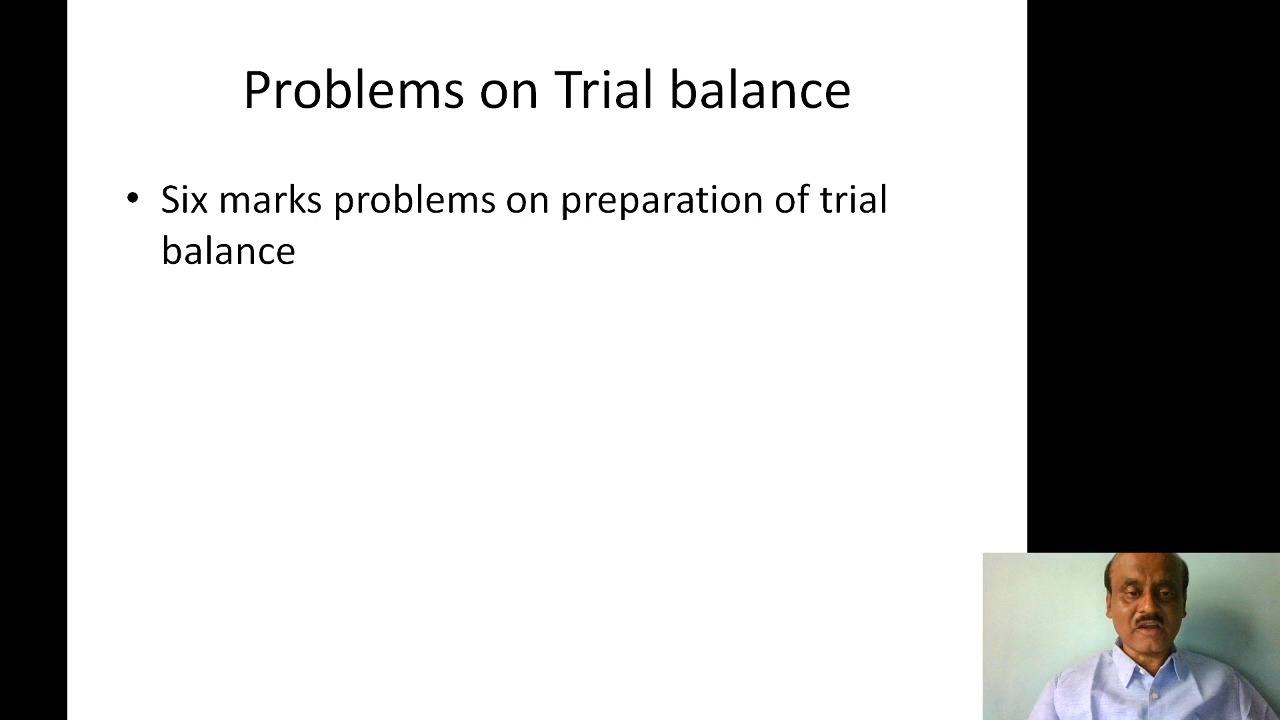 Problems on Trial balance
• Six marks problems on preparation of trial
balance